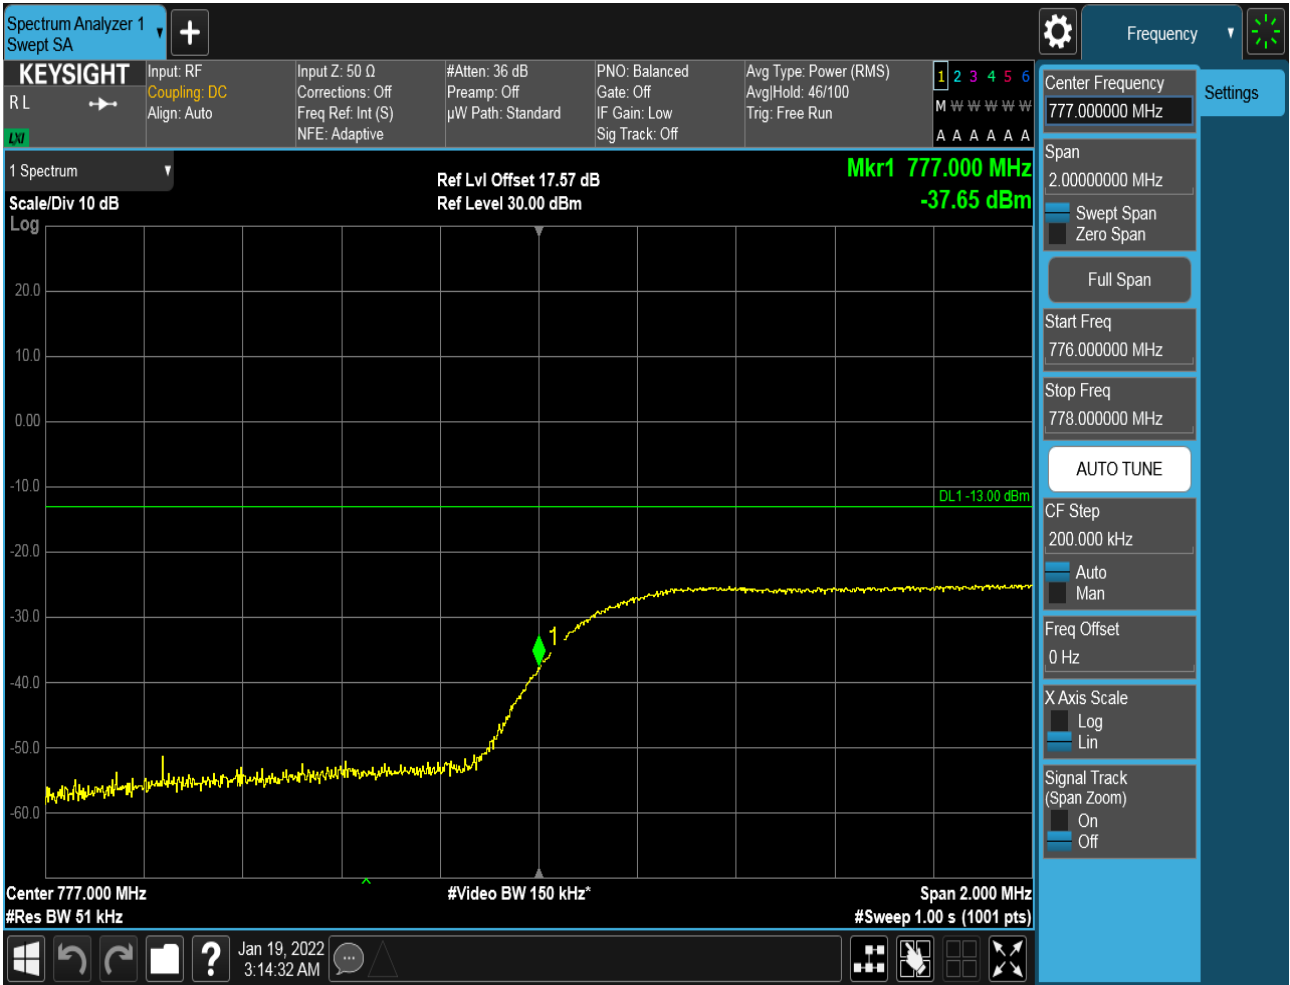 Spectrum Analyzer 1
Swept SA
Frequency
KEYSIGHT
R L
LXI
Input: RF
Coupling: DC
Align: Auto
Input Z: 50 Ω
Corrections: Off
Freq Ref: Int (S)
NFE: Adaptive
#Atten: 36 dB
Preamp: Off
µW Path: Standard
PNO: Balanced
Gate: Off
IF Gain: Low
Sig Track: Off
Avg Type: Power (RMS)
Avg|Hold: 46/100
Trig: Free Run
1 2 3 4 5 6
M W W W W W
A A A A A A
1 Spectrum
Scale/Div 10 dB
Log
Ref Lvl Offset 17.57 dB
Ref Level 30.00 dBm
Mkr1 777.000 MHz
-37.65 dBm
20.0
10.0
0.00
-10.0
DL1 -13.00 dBm
-20.0
-30.0
1
-40.0
-50.0
-60.0
Center 777.000 MHz
#Video BW 150 kHz*
Span 2.000 MHz
#Res BW 51 kHz
#Sweep 1.00 s (1001 pts)
Jan 19, 2022
3:14:32 AM
Center Frequency
777.000000 MHz
Settings
Span
2.00000000 MHz
Swept Span
Zero Span
Full Span
Start Freq
776.000000 MHz
Stop Freq
778.000000 MHz
AUTO TUNE
CF Step
200.000 kHz
Auto
Man
Freq Offset
0 Hz
X Axis Scale
Log
Lin
Signal Track
(Span Zoom)
On
Off